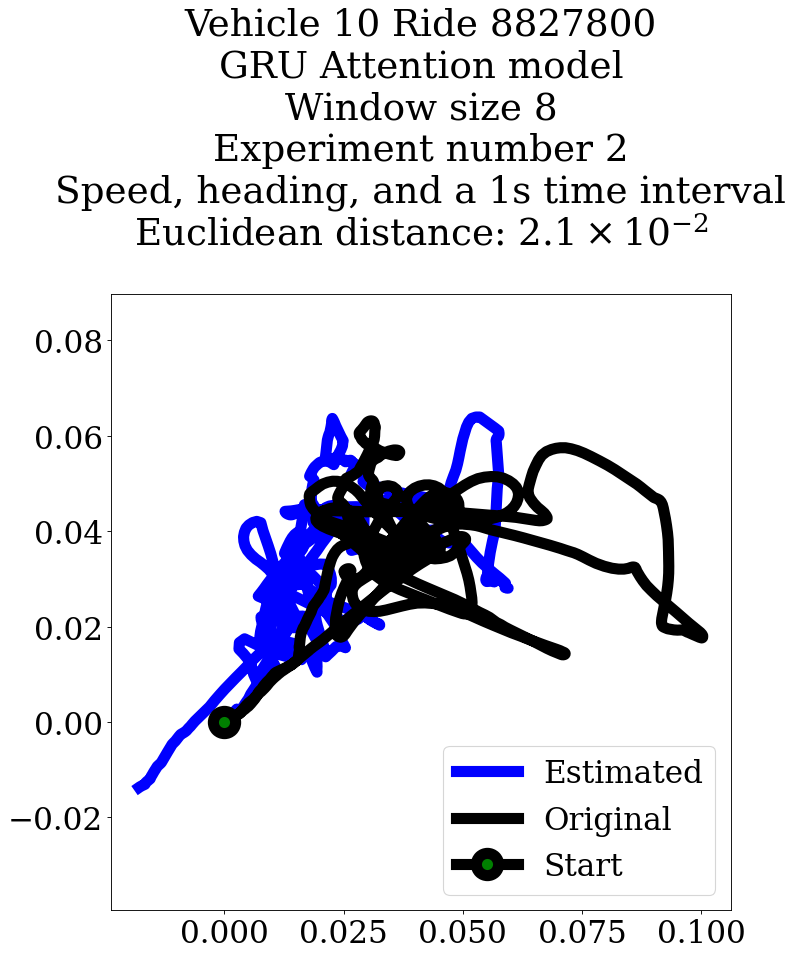 Vehicle 10 Ride 8827800
GRU Attention model
Window size 8
Experiment number 2
Speed, heading, and a 1s time interval
Euclidean distance: 2.1 × 10⁻²
0.08
0.06
0.04
0.02
0.00
−0.02
Estimated
Original
Start
0.000 0.025 0.050 0.075 0.100